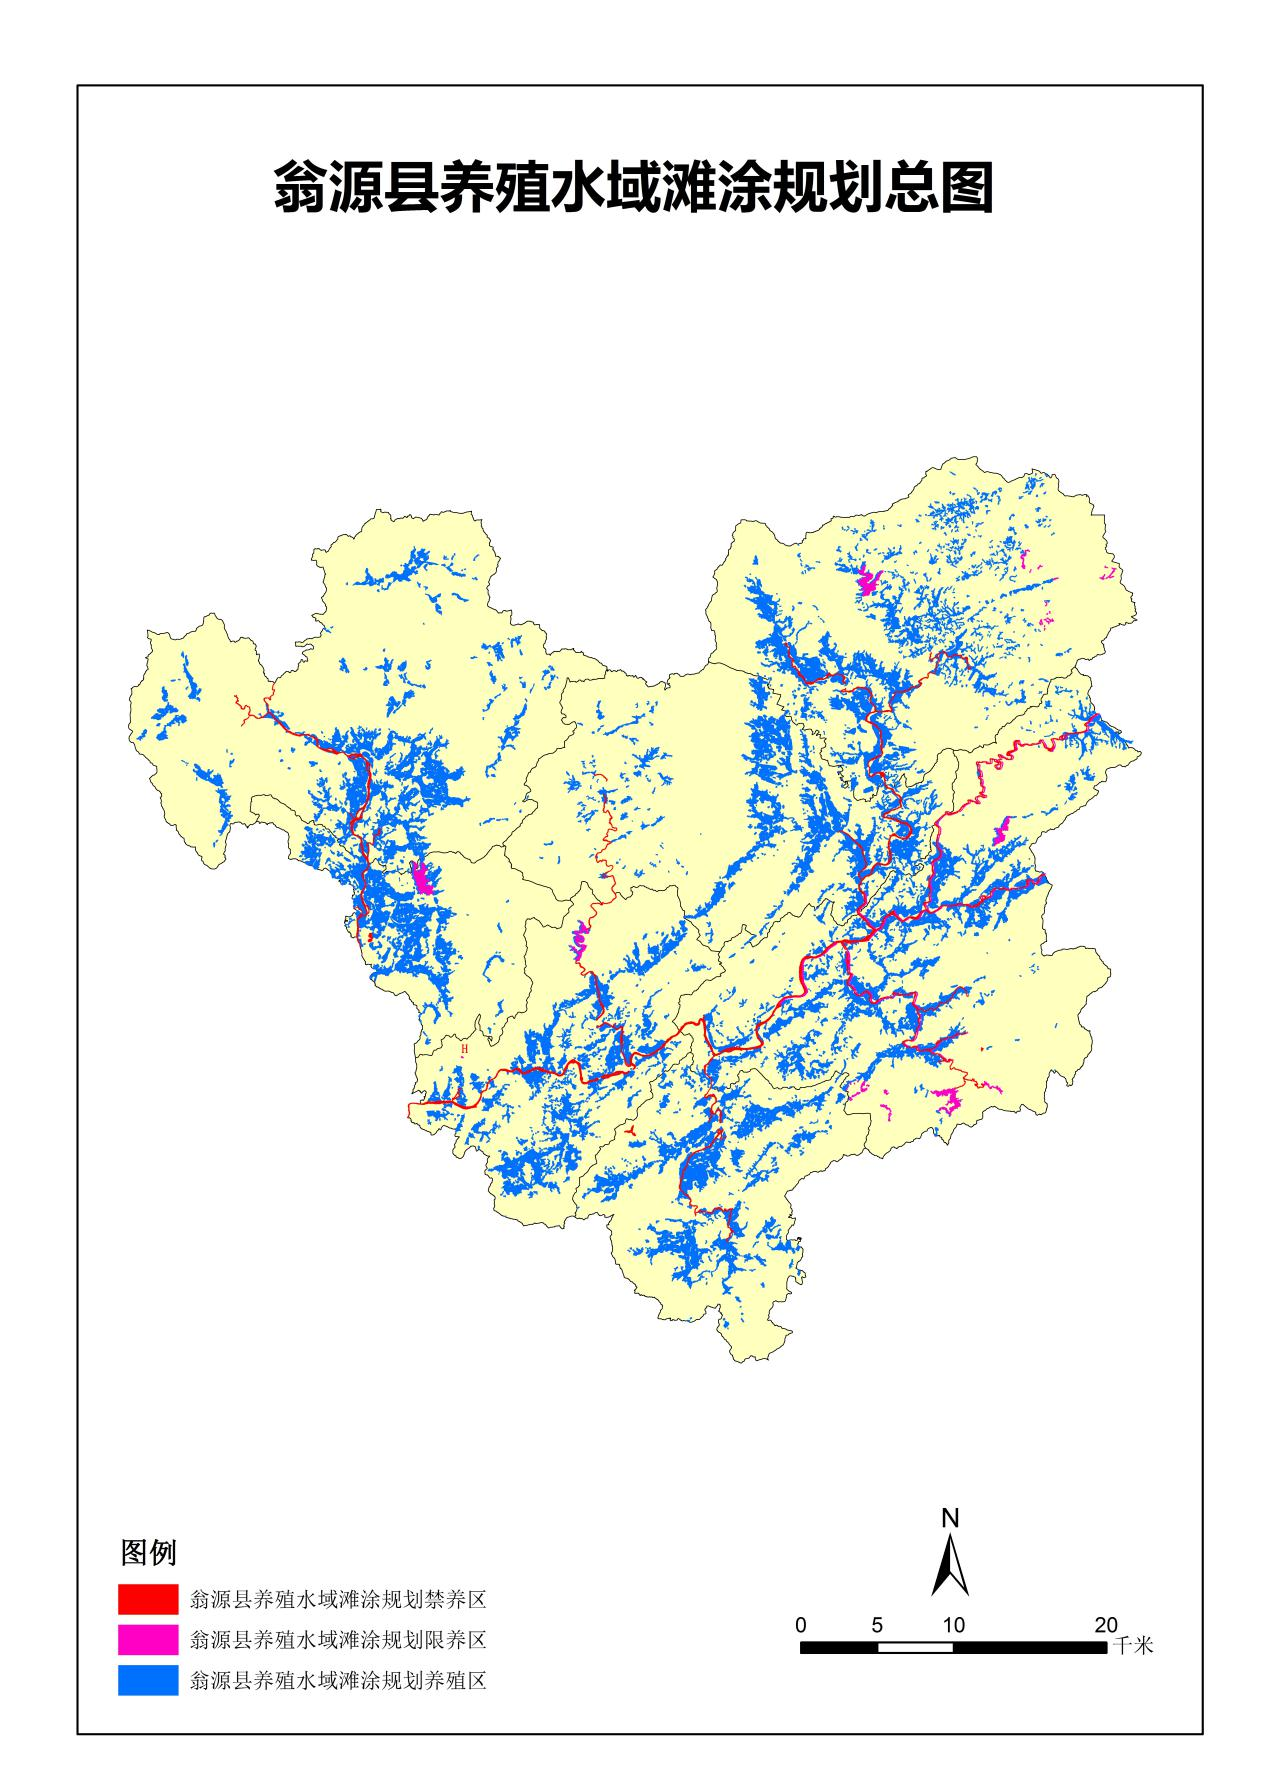 翁源县养殖水域滩涂规划总图
H
N
图例
翁源县养殖水域滩涂规划禁养区
翁源县养殖水域滩涂规划限养区
翁源县养殖水域滩涂规划养殖区
0 5 10 20
千米